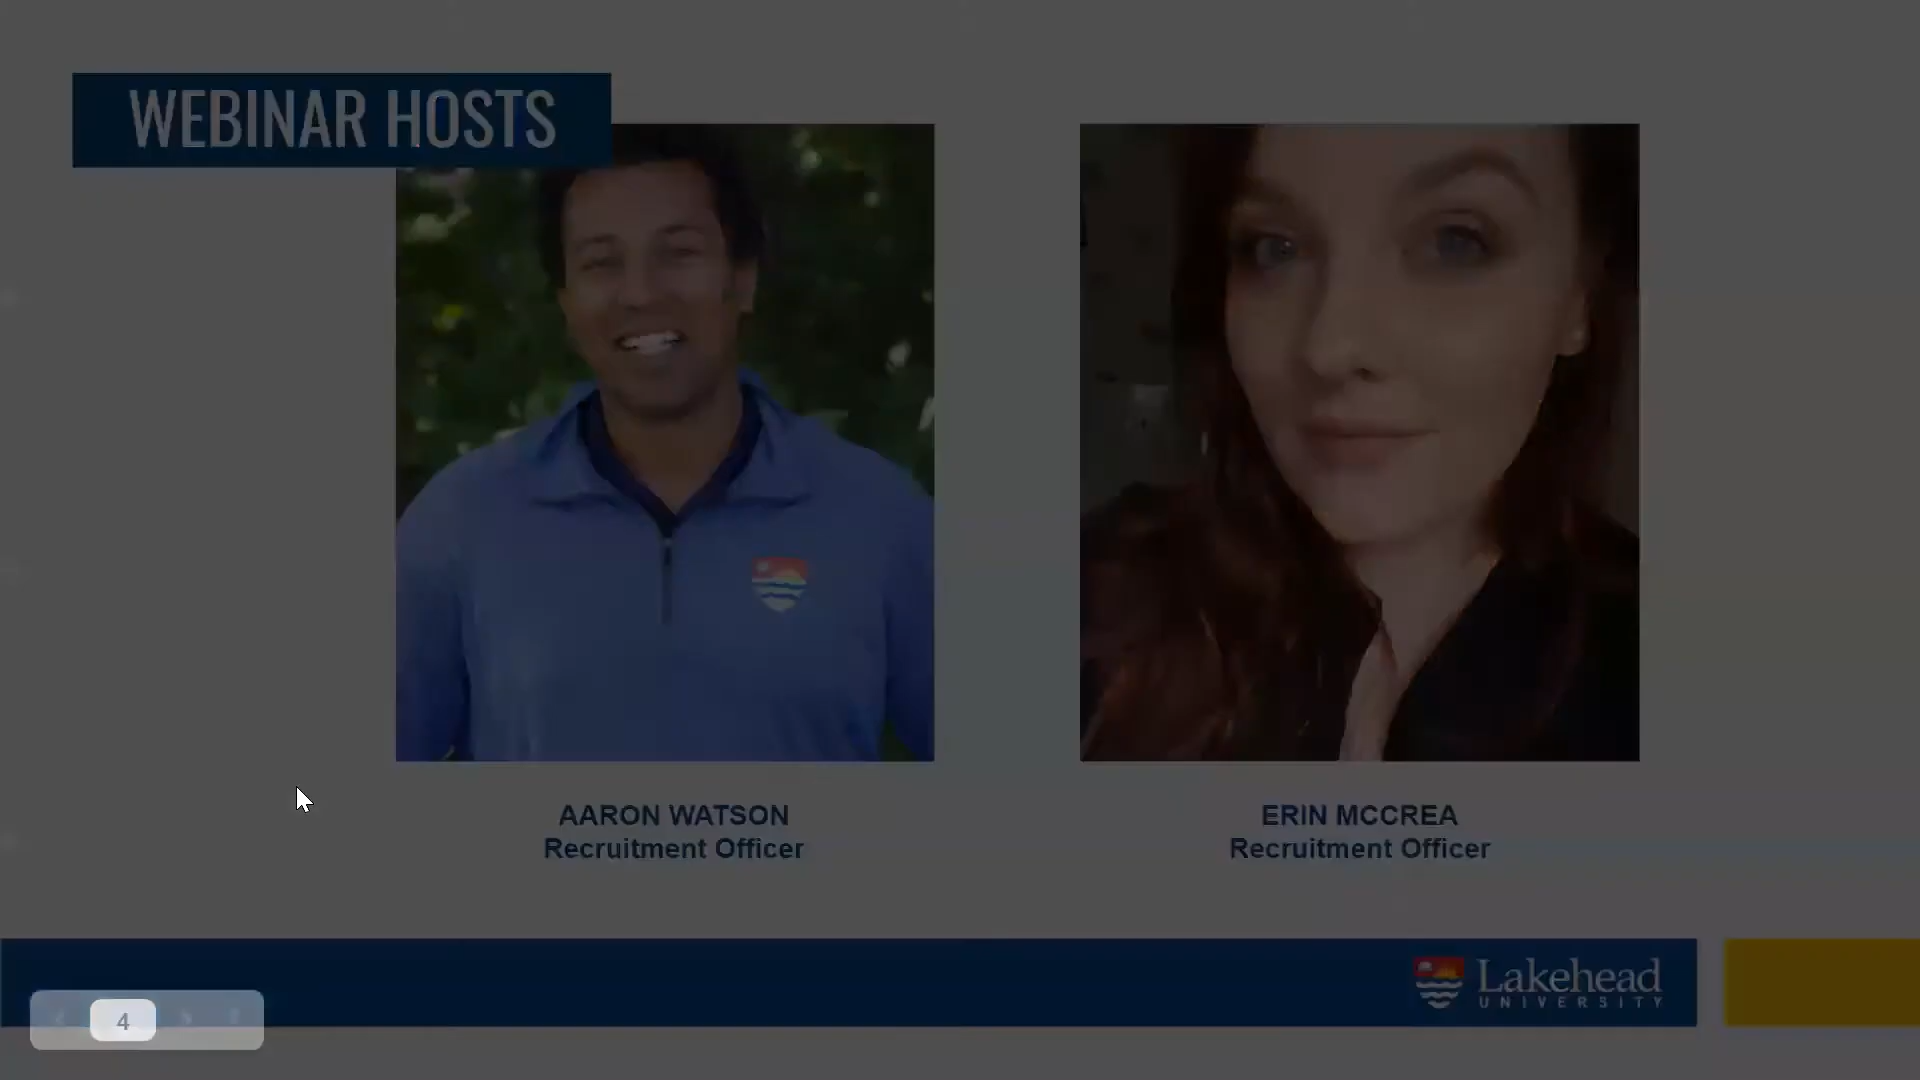 WEBINAR HOSTS
AARON WATSON
Recruitment Officer
ERIN MCCREA
Recruitment Officer
Lakehead
UNIVERSITY
4